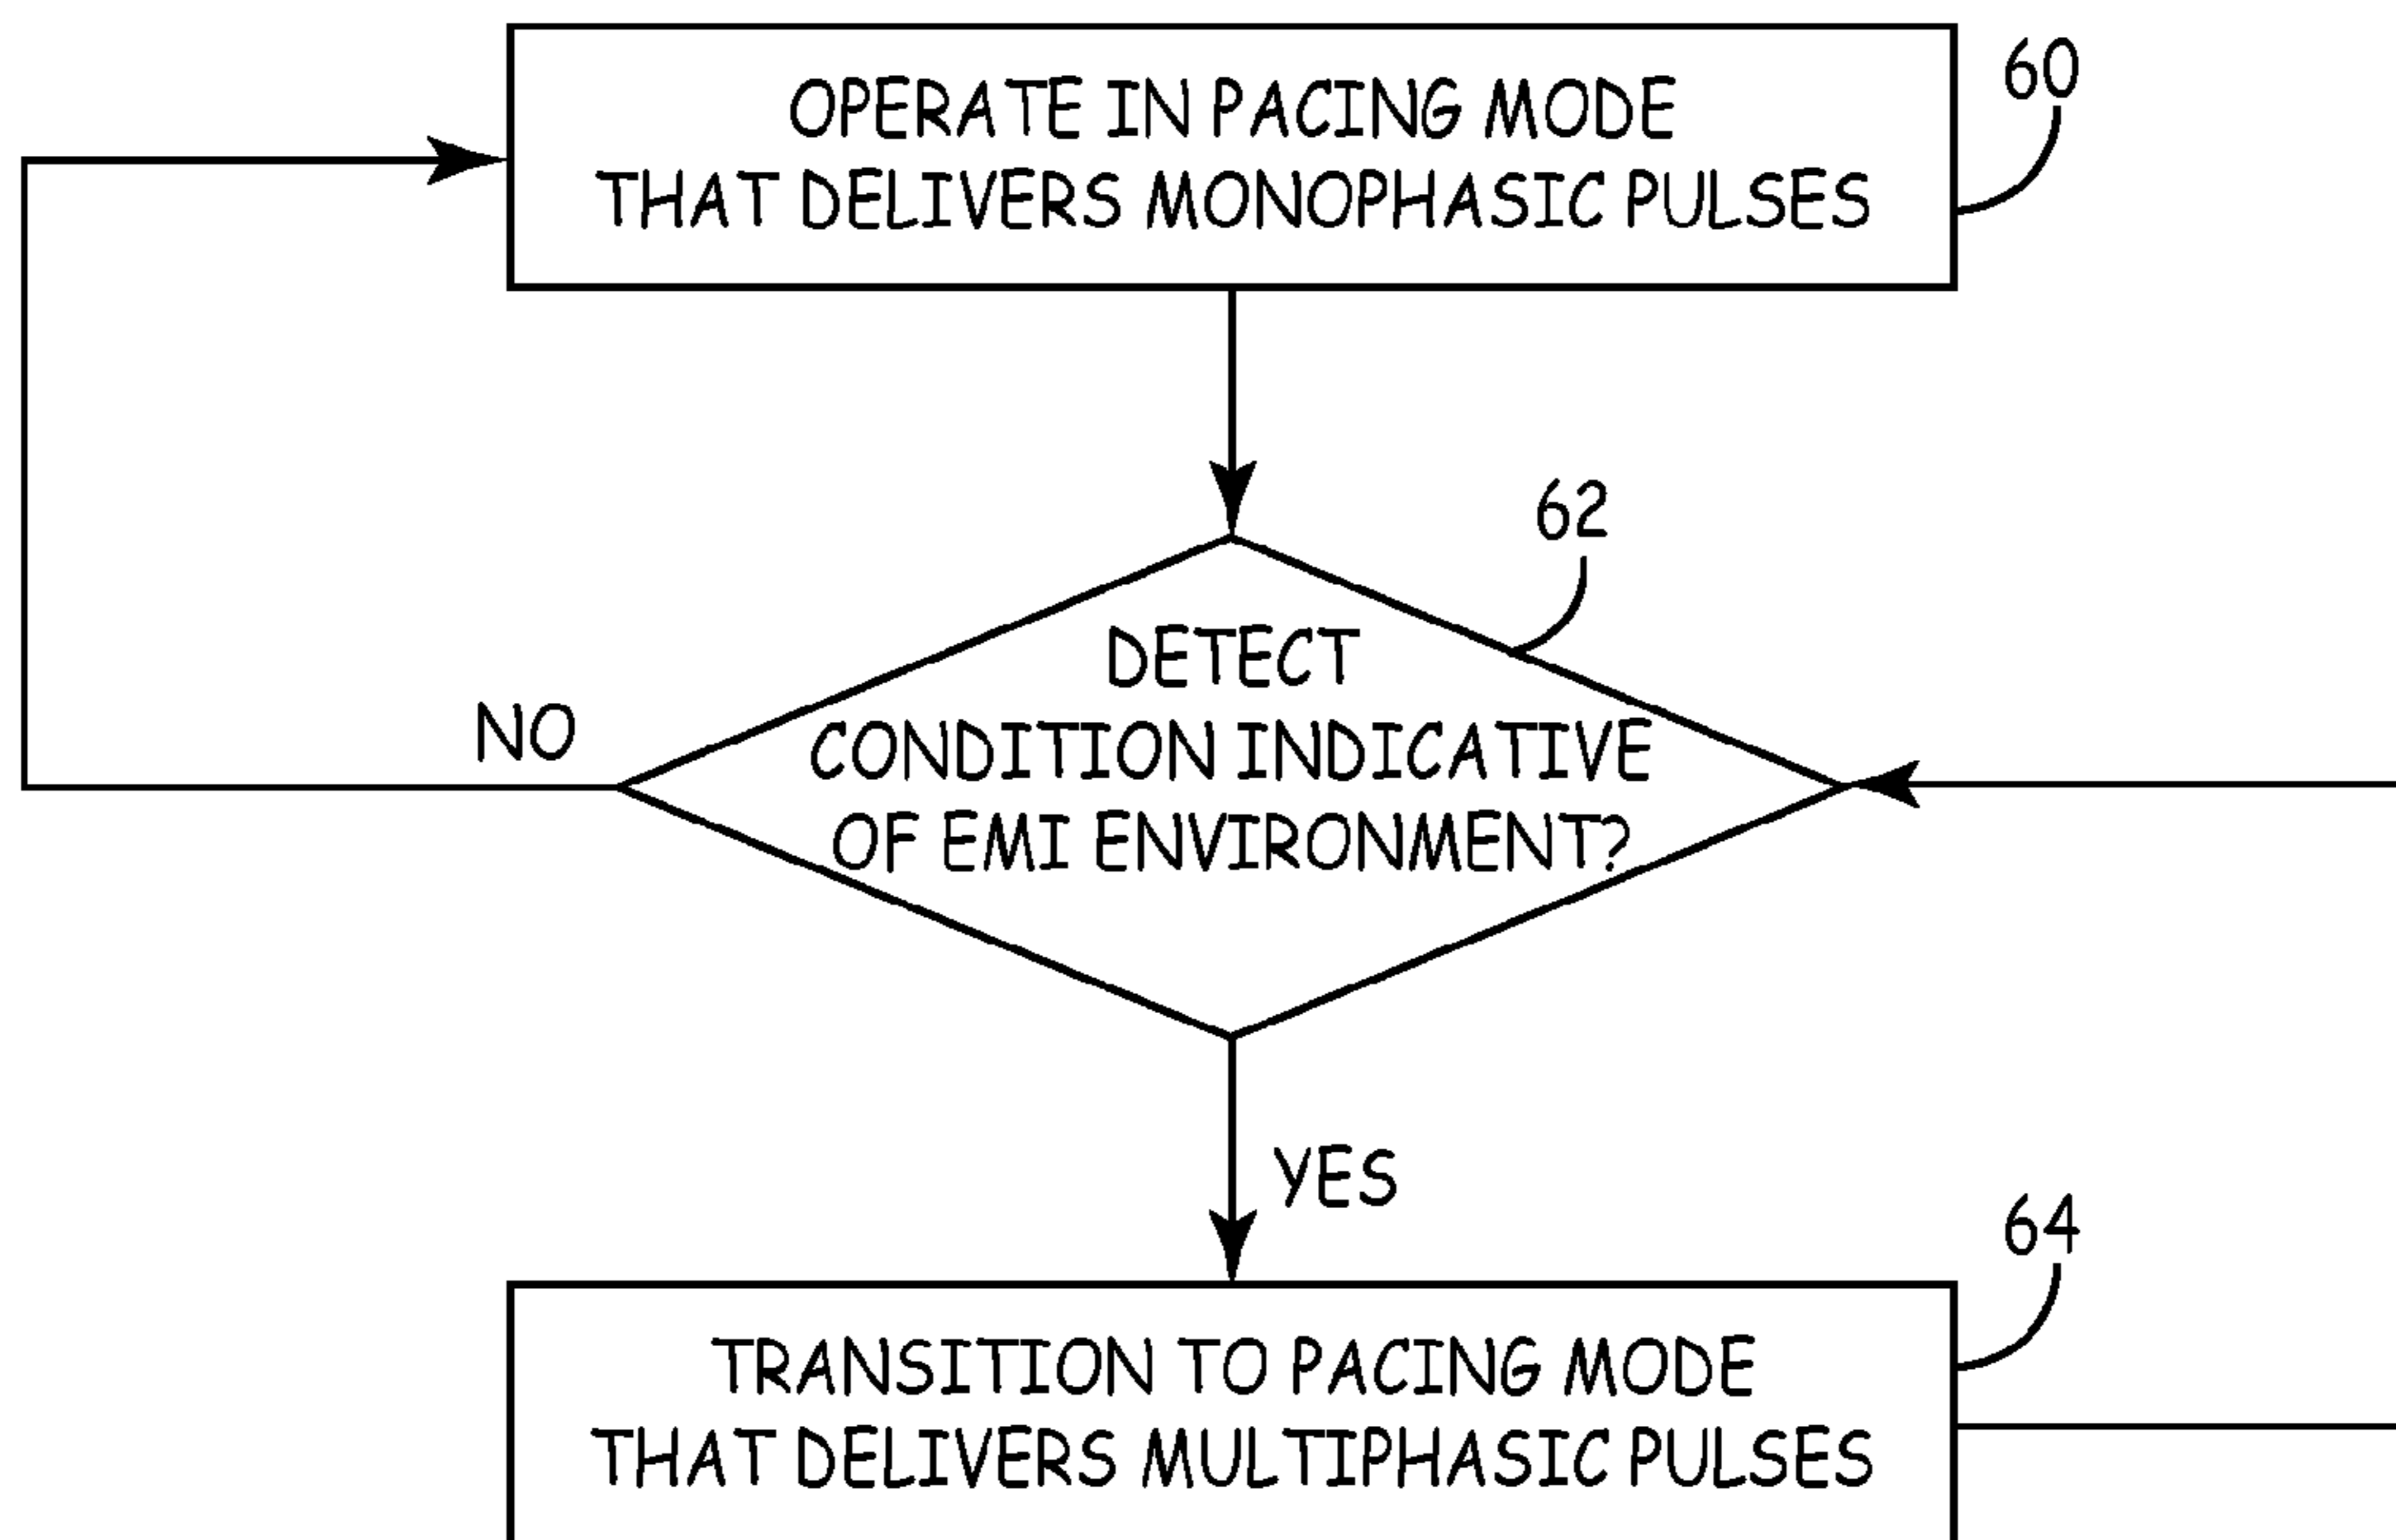 OPERATE IN PACING MODE
THAT DELIVERS MONOPHASIC PULSES
60
62
DETECT
CONDITION INDICATIVE
OF EMI ENVIRONMENT?
NO
YES
64
TRANSITION TO PACING MODE
THAT DELIVERS MULTIPHASIC PULSES